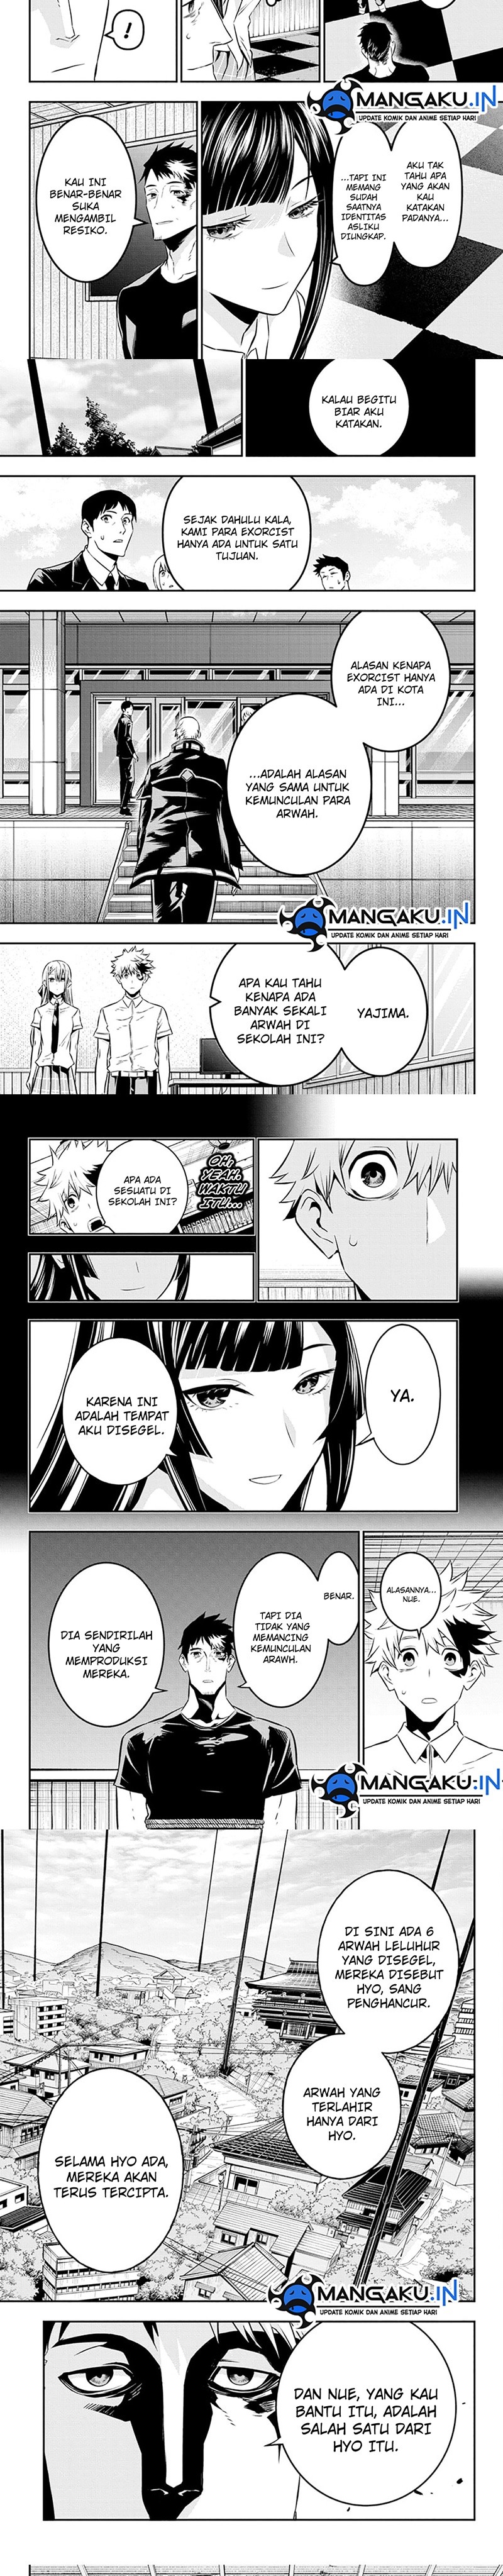 !
MANGAKU.IN
UPDATE KOMIK DAN ANIME SETIAP HARI
AKU TAK
TAHU APA
YANG AKAN
KAU
KATAKAN
PADANYA...
...TAPI INI
MEMANG
SUDAH
SAATNYA
IDENTITAS
ASLIKU
DIUNGKAP.
KAU INI
BENAR-BENAR
SUKA
MENGAMBIL
RESIKO.
KALAU BEGITU
BIAR AKU
KATAKAN.
SEJAK DAHULU KALA,
KAMI PARA EXORCIST
HANYA ADA UNTUK SATU
TUJUAN.
ALASAN KENAPA
EXORCIST HANYA
ADA DI KOTA
INI...
...ADALAH ALASAN
YANG SAMA UNTUK
KEMUNCULAN PARA
ARWAH.
MANGAKU.IN
UPDATE KOMIK DAN ANIME SETIAP HARI
YAJIMA.
APA KAU TAHU
KENAPA ADA
BANYAK SEKALI
ARWAH DI
SEKOLAH INI?
OH,
YEAH,
WAKTU
ITU...
APA ADA
SESUATU DI
SEKOLAH INI?
YA.
KARENA INI
ADALAH TEMPAT
AKU DISEGEL.
ALASANNYA...
NUE.
BENAR.
TAPI DIA
TIDAK YANG
MEMANCING
KEMUNCULAN
ARAWH.
DIA SENDIRILAH
YANG
MEMPRODUKSI
MEREKA.
MANGAKU.IN
UPDATE KOMIK DAN ANIME SETIAP HARI
DI SINI ADA 6
ARWAH LELUHUR
YANG DISEGEL,
MEREKA DISEBUT
HYO, SANG
PENGHANCUR.
ARWAH YANG
TERLAHIR
HANYA DARI
HYO.
SELAMA HYO ADA,
MEREKA AKAN
TERUS TERCIPTA.
MANGAKU.IN
UPDATE KOMIK DAN ANIME SETIAP HARI
DAN NUE, YANG KAU
BANTU ITU, ADALAH
SALAH SATU DARI
HYO ITU.